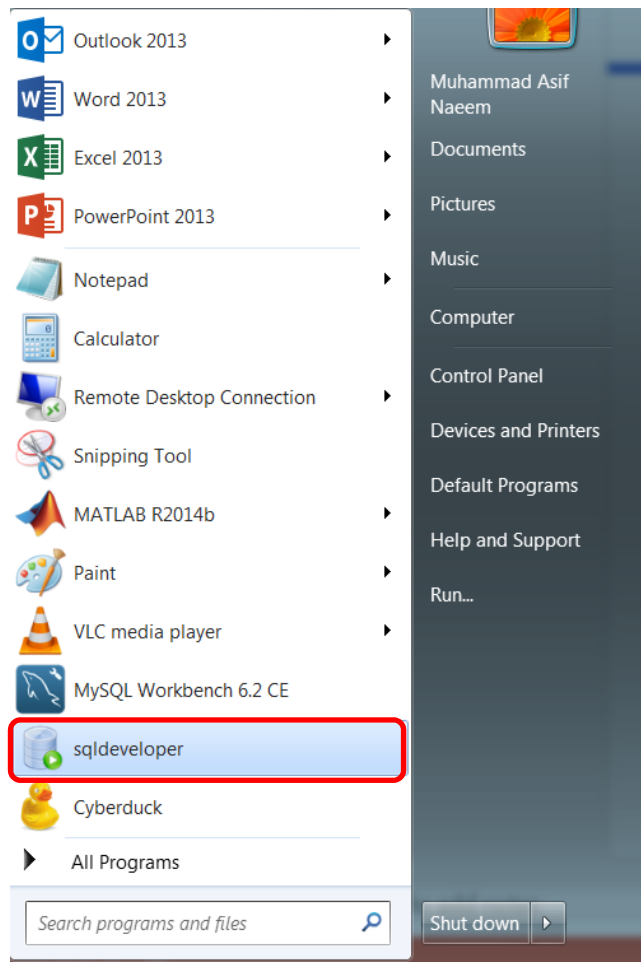 Outlook 2013
Word 2013
Excel 2013
PowerPoint 2013
Notepad
Calculator
Remote Desktop Connection
Snipping Tool
MATLAB R2014b
Paint
VLC media player
MySQL Workbench 6.2 CE
sqldeveloper
Cyberduck
All Programs
Search programs and files
Muhammad Asif
Naeem
Documents
Pictures
Music
Computer
Control Panel
Devices and Printers
Default Programs
Help and Support
Run...
Shut down